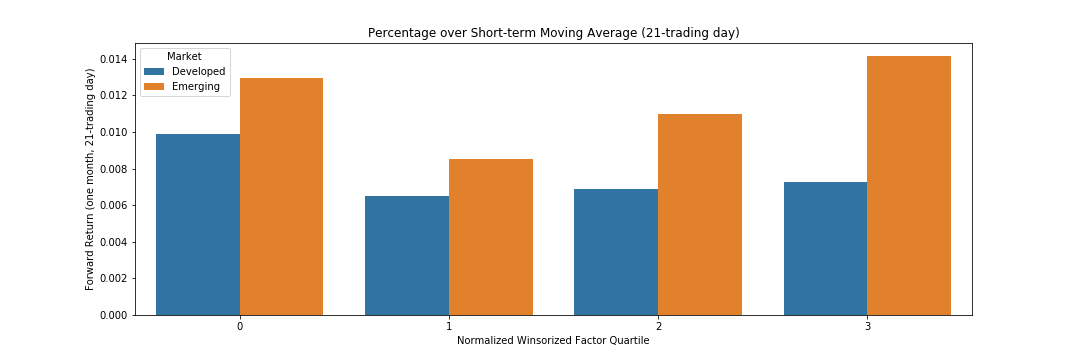 Percentage over Short-term Moving Average (21-trading day)
Market
Developed
Emerging
Forward Return (one month, 21-trading day)
0.014
0.012
0.010
0.008
0.006
0.004
0.002
0.000
0 1 2 3
Normalized Winsorized Factor Quartile